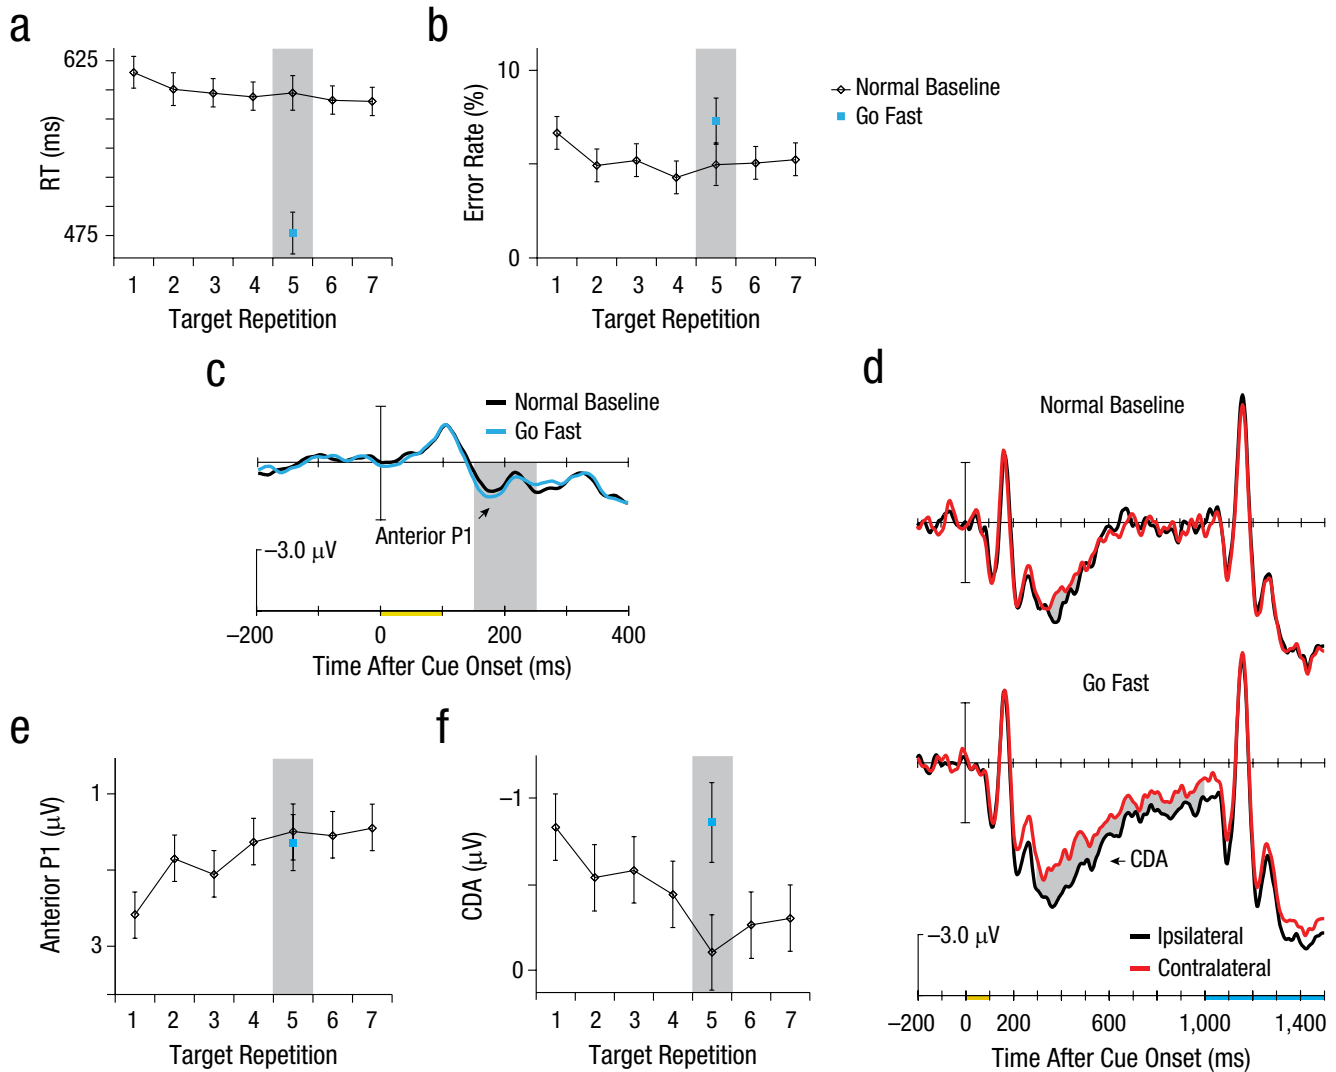 a
625
475
RT (ms)
1 2 3 4 5 6 7
Target Repetition
b
10
0
Error Rate (%)
1 2 3 4 5 6 7
Target Repetition
Normal Baseline
Go Fast
c
Normal Baseline
Go Fast
Anterior P1
−3.0 μV
−200 0 200 400
Time After Cue Onset (ms)
d
Normal Baseline
Go Fast
CDA
−3.0 μV
Ipsilateral
Contralateral
−200 0 200 600 1,000 1,400
Time After Cue Onset (ms)
e
1
3
Anterior P1 (μV)
1 2 3 4 5 6 7
Target Repetition
f
−1
0
CDA (μV)
1 2 3 4 5 6 7
Target Repetition